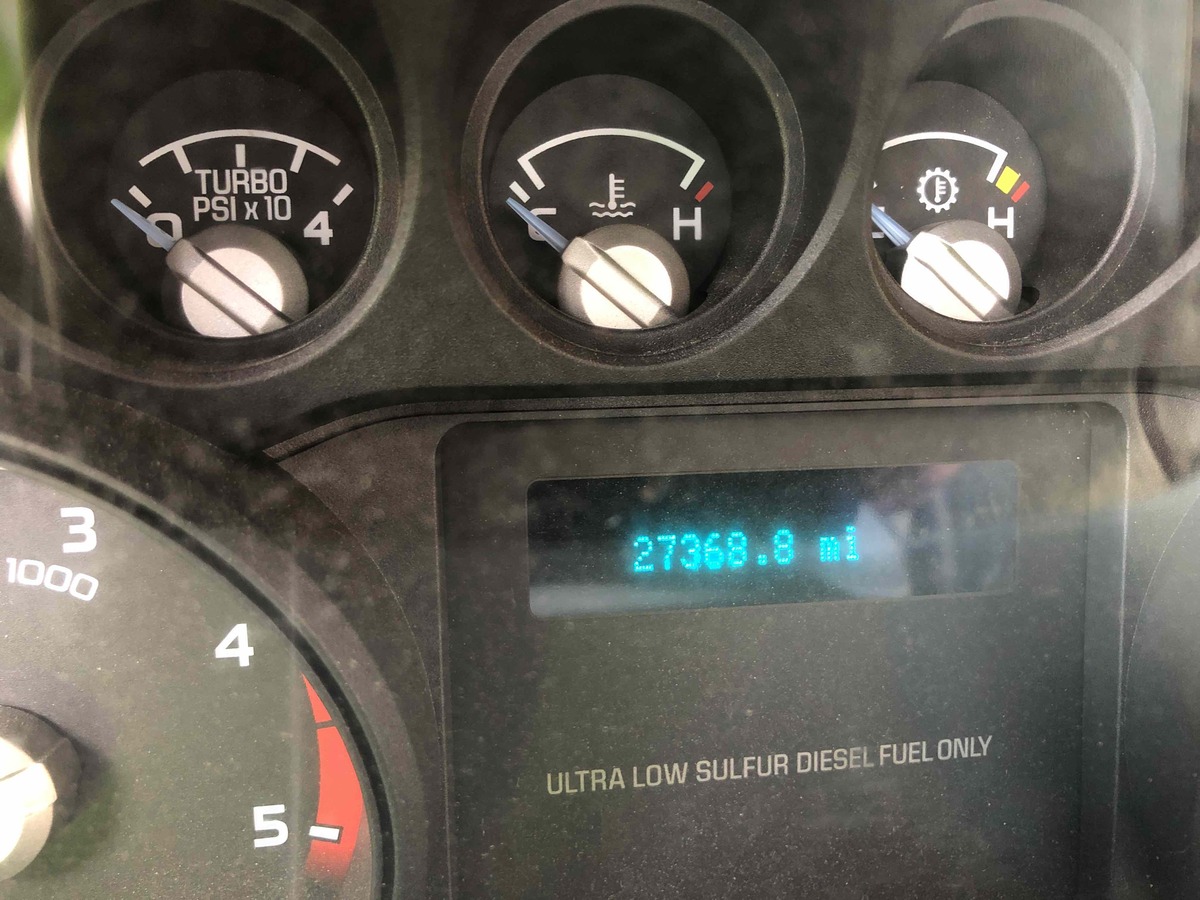 TURBO
PSI x 10
0 4
C H
H
27368.8 mi
3
1000
4
5
ULTRA LOW SULFUR DIESEL FUEL ONLY